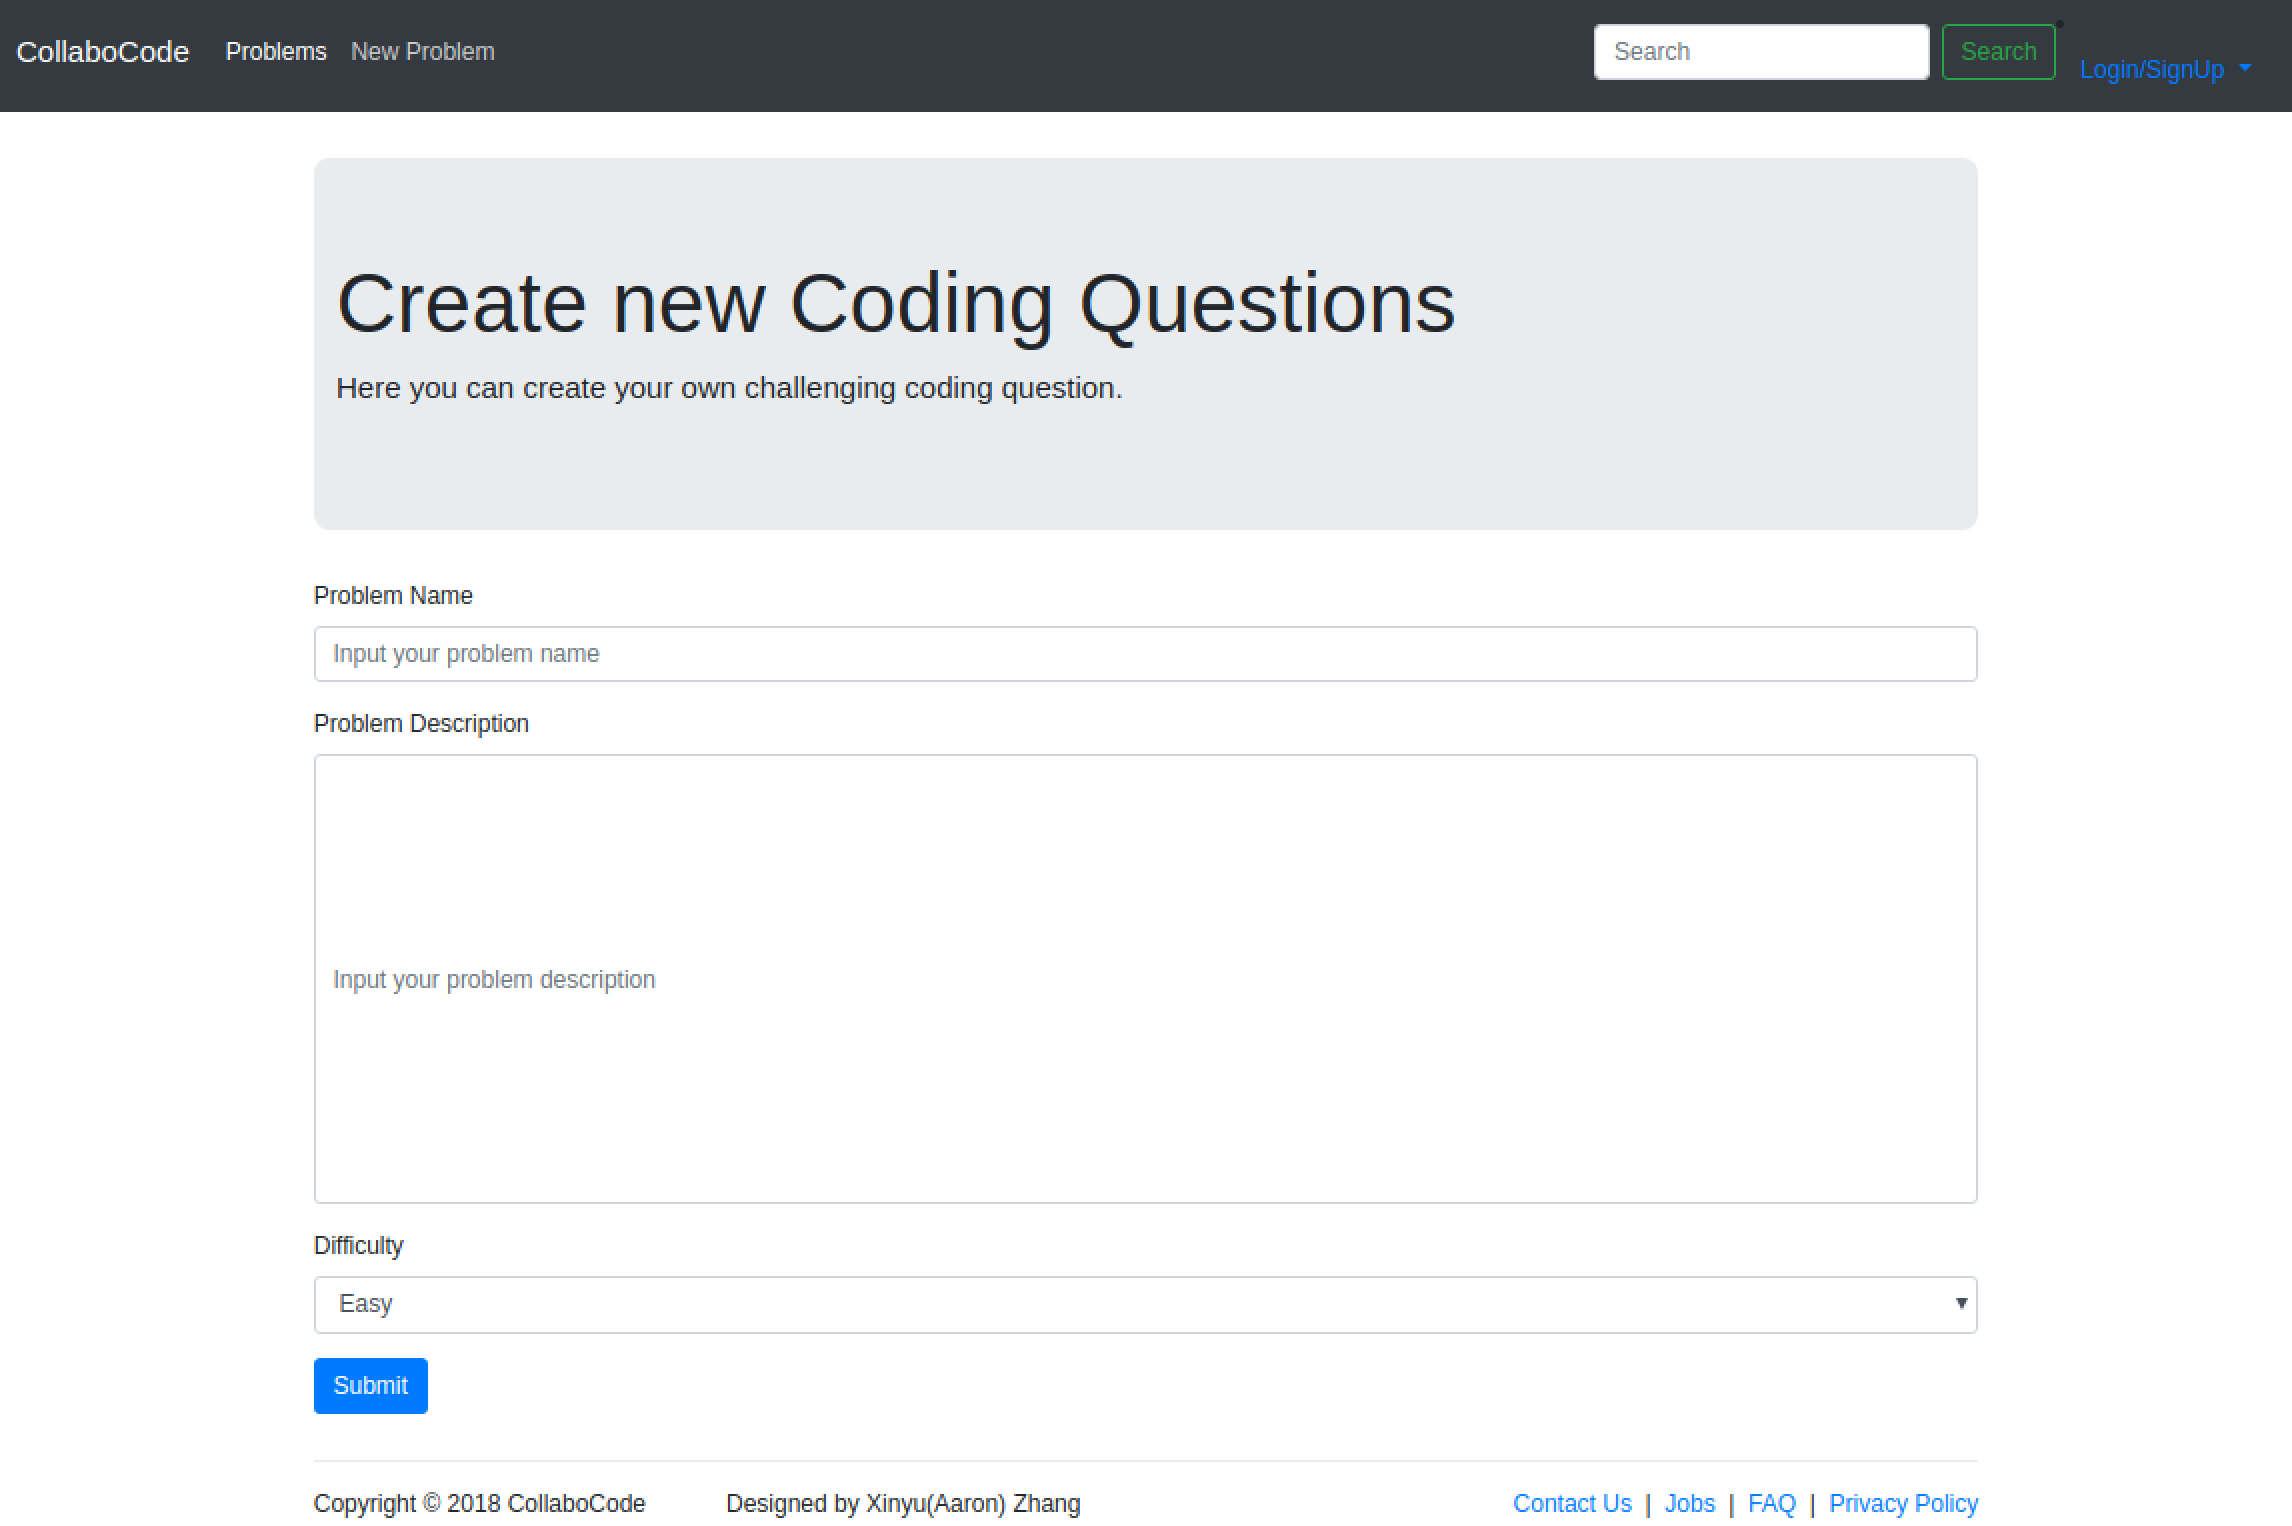 CollaboCode Problems New Problem Search Search Login/SignUp
Create new Coding Questions
Here you can create your own challenging coding question.
Problem Name
Input your problem name
Problem Description
Input your problem description
Difficulty
Easy
Submit
Copyright © 2018 CollaboCode Designed by Xinyu(Aaron) Zhang Contact Us | Jobs | FAQ | Privacy Policy